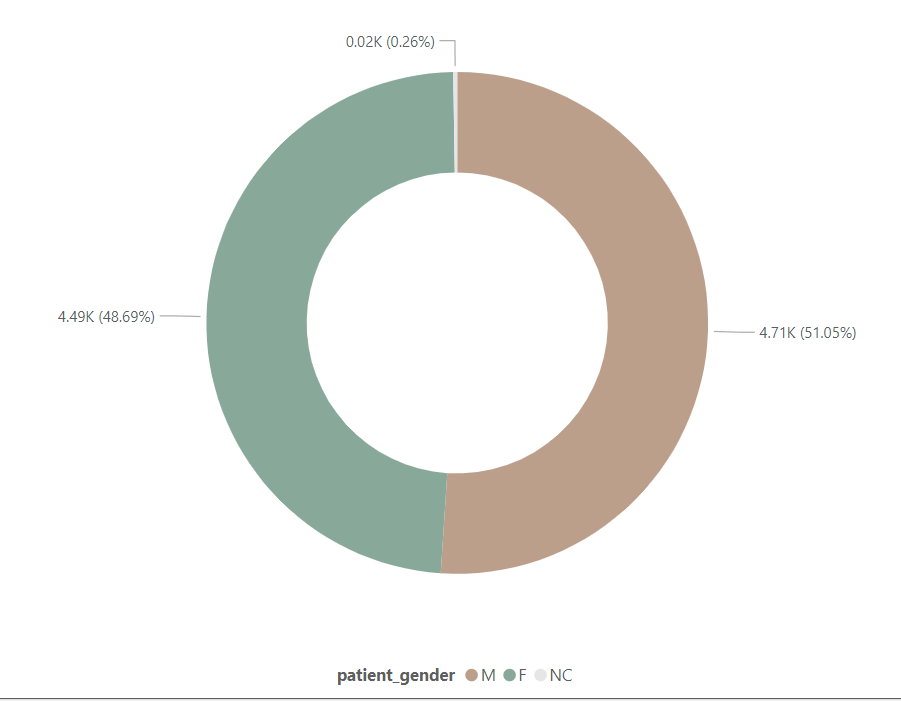 0.02K (0.26%)
4.49K (48.69%)
4.71K (51.05%)
patient_gender M F NC